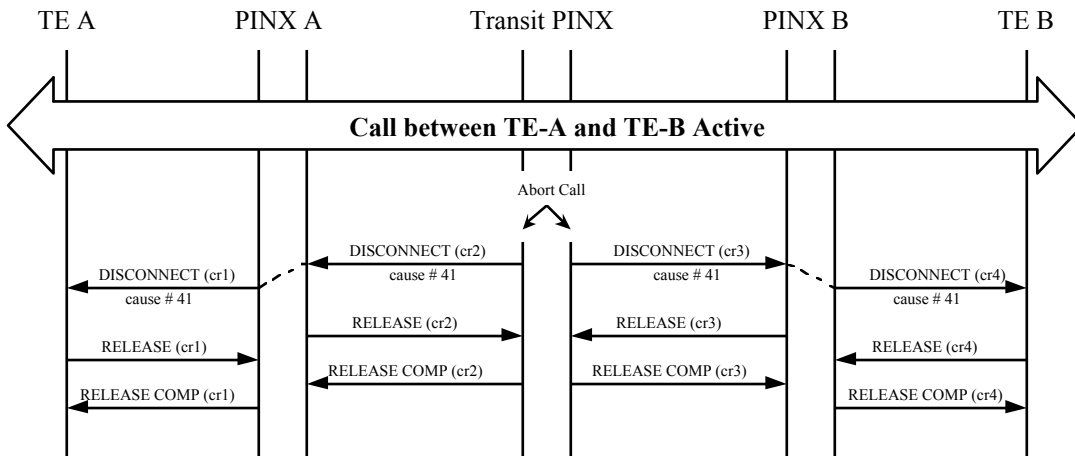 TE A PINX A Transit PINX PINX B TE B
Call between TE-A and TE-B Active
Abort Call
DISCONNECT (cr2) DISCONNECT (cr3)
DISCONNECT (cr1) cause # 41 cause # 41 DISCONNECT (cr4)
cause # 41 cause # 41
RELEASE (cr2) RELEASE (cr3)
RELEASE (cr1) RELEASE (cr4)
RELEASE COMP (cr2) RELEASE COMP (cr3)
RELEASE COMP (cr1) RELEASE COMP (cr4)